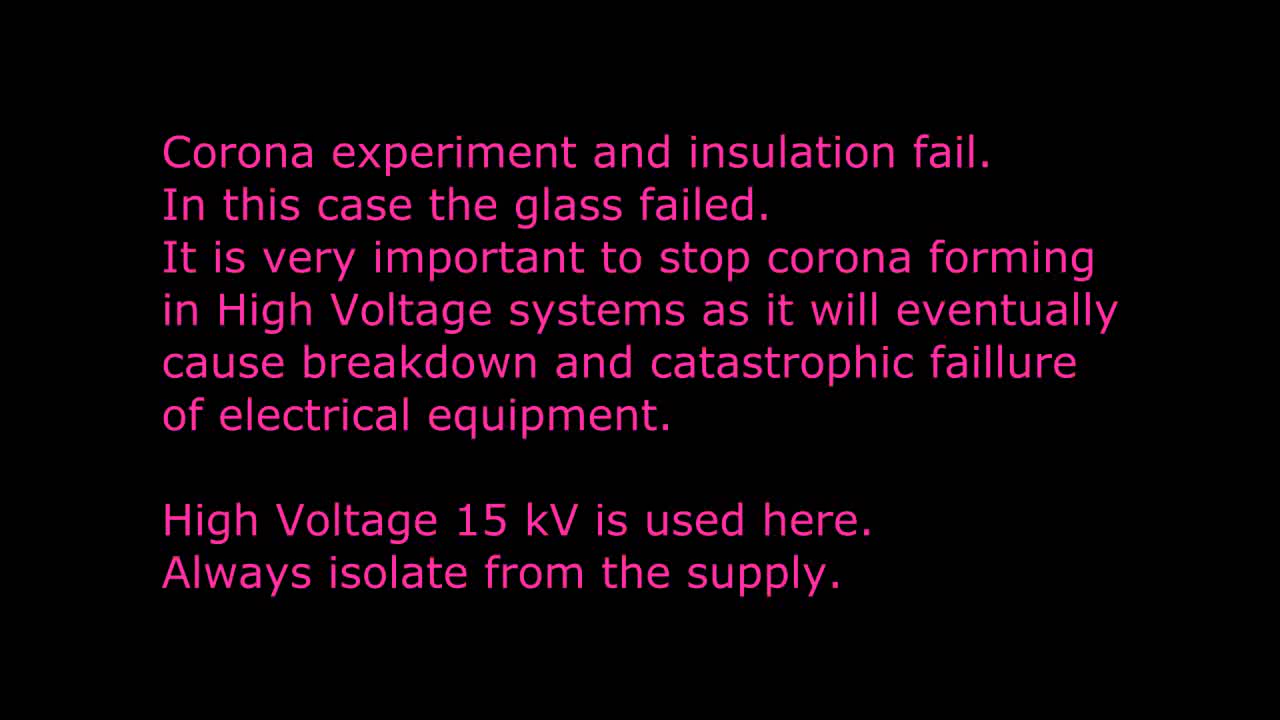 Corona experiment and insulation fail.
In this case the glass failed.
It is very important to stop corona forming
in High Voltage systems as it will eventually
cause breakdown and catastrophic faillure
of electrical equipment.
High Voltage 15 kV is used here.
Always isolate from the supply.